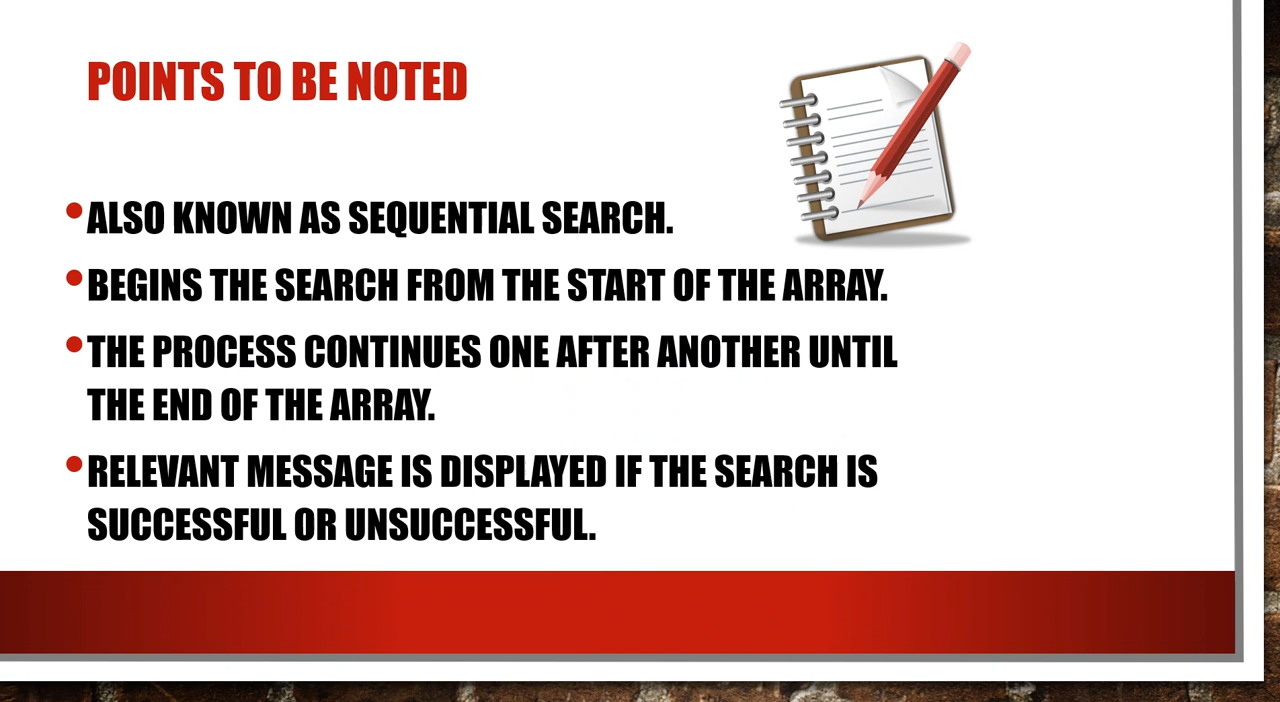 POINTS TO BE NOTED
•ALSO KNOWN AS SEQUENTIAL SEARCH.
•BEGINS THE SEARCH FROM THE START OF THE ARRAY.
•THE PROCESS CONTINUES ONE AFTER ANOTHER UNTIL
THE END OF THE ARRAY.
•RELEVANT MESSAGE IS DISPLAYED IF THE SEARCH IS
SUCCESSFUL OR UNSUCCESSFUL.